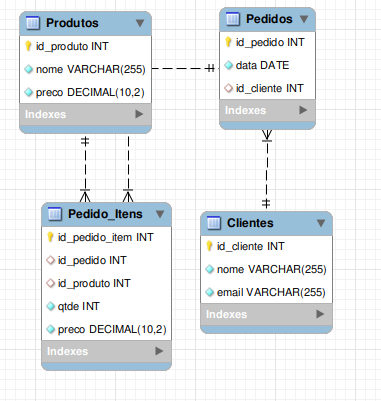 Produtos
id_produto INT
nome VARCHAR(255)
preco DECIMAL(10,2)
Indexes
Pedidos
id_pedido INT
data DATE
id_cliente INT
Indexes
Pedido_Itens
id_pedido_item INT
id_pedido INT
id_produto INT
qtde INT
preco DECIMAL(10,2)
Indexes
Clientes
id_cliente INT
nome VARCHAR(255)
email VARCHAR(255)
Indexes